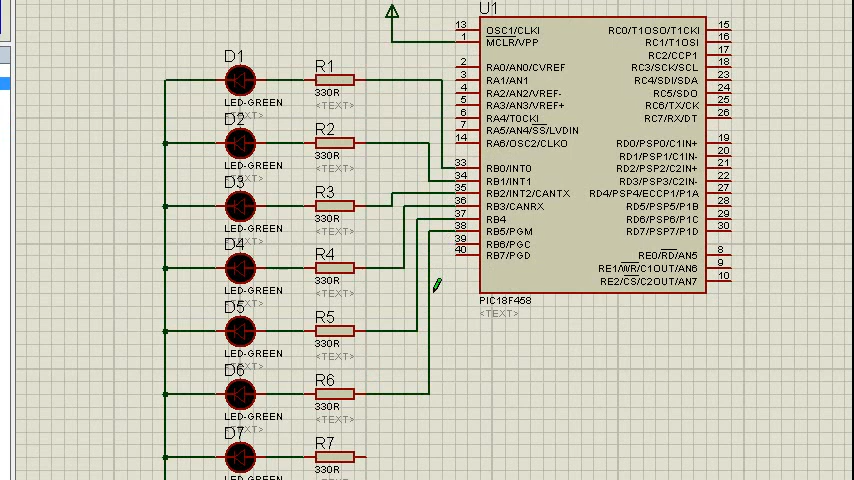 U1
13 OSC1/CLKI RC0/T1OSO/T1CKI 15
1 MCLR/VPP RC1/T1OSI 16
RC2/CCP1 17
2 RA0/AN0/CVREF RC3/SCK/SCL 18
3 RA1/AN1 RC4/SDI/SDA 23
4 RA2/AN2/VREF- RC5/SDO 24
5 RA3/AN3/VREF+ RC6/TX/CK 25
6 RA4/T0CKI RC7/RX/DT 26
7 RA5/AN4/SS/LVDIN
14 RA6/OSC2/CLKO RD0/PSP0/C1IN+ 19
RD1/PSP1/C1IN- 20
33 RB0/INT0 RD2/PSP2/C2IN+ 21
34 RB1/INT1 RD3/PSP3/C2IN- 22
35 RB2/INT2/CANTX RD4/PSP4/ECCP1/P1A 27
36 RB3/CANRX RD5/PSP5/P1B 28
37 RB4 RD6/PSP6/P1C 29
38 RB5/PGM RD7/PSP7/P1D 30
39 RB6/PGC
40 RB7/PGD RE0/RD/AN5 8
RE1/WR/C1OUT/AN6 9
RE2/CS/C2OUT/AN7 10
PIC18F458
<TEXT>
D1 R1
LED-GREEN 330R
<TEXT> <TEXT>
D2 R2
LED-GREEN 330R
<TEXT> <TEXT>
D3 R3
LED-GREEN 330R
<TEXT> <TEXT>
D4 R4
LED-GREEN 330R
<TEXT> <TEXT>
D5 R5
LED-GREEN 330R
<TEXT> <TEXT>
D6 R6
LED-GREEN 330R
<TEXT> <TEXT>
D7 R7
LED-GREEN 330R